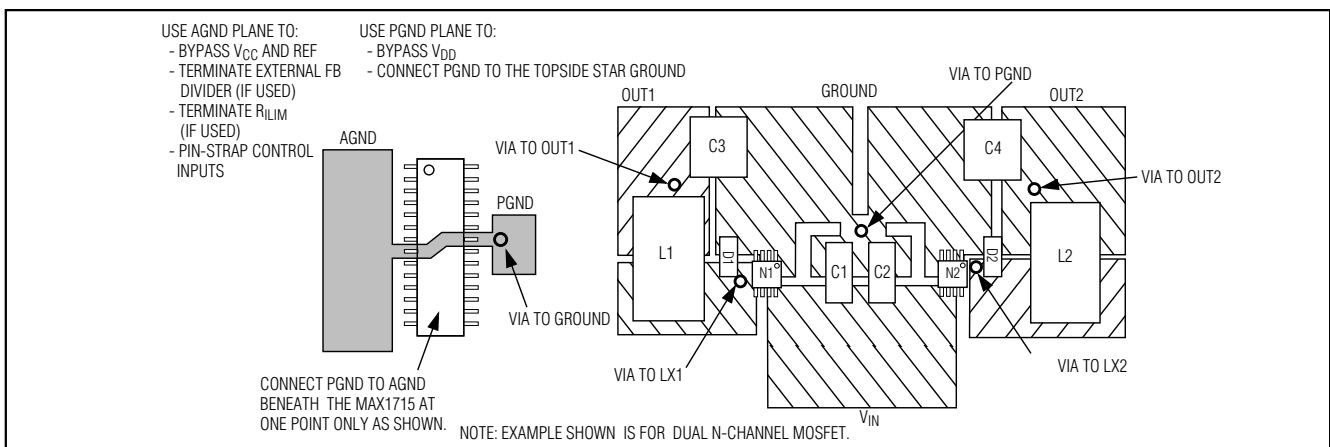 USE AGND PLANE TO:
- BYPASS VCC AND REF
- TERMINATE EXTERNAL FB
DIVIDER (IF USED)
- TERMINATE RILIM
(IF USED)
- PIN-STRAP CONTROL
INPUTS
USE PGND PLANE TO:
- BYPASS VDD
- CONNECT PGND TO THE TOPSIDE STAR GROUND
AGND
PGND
VIA TO GROUND
CONNECT PGND TO AGND
BENEATH THE MAX1715 AT
ONE POINT ONLY AS SHOWN.
VIA TO PGND
OUT1
GROUND
OUT2
C3
C4
VIA TO OUT1
VIA TO OUT2
L1
D1
N1
C1
C2
N2
D2
L2
VIA TO LX1
VIA TO LX2
VIN
NOTE: EXAMPLE SHOWN IS FOR DUAL N-CHANNEL MOSFET.